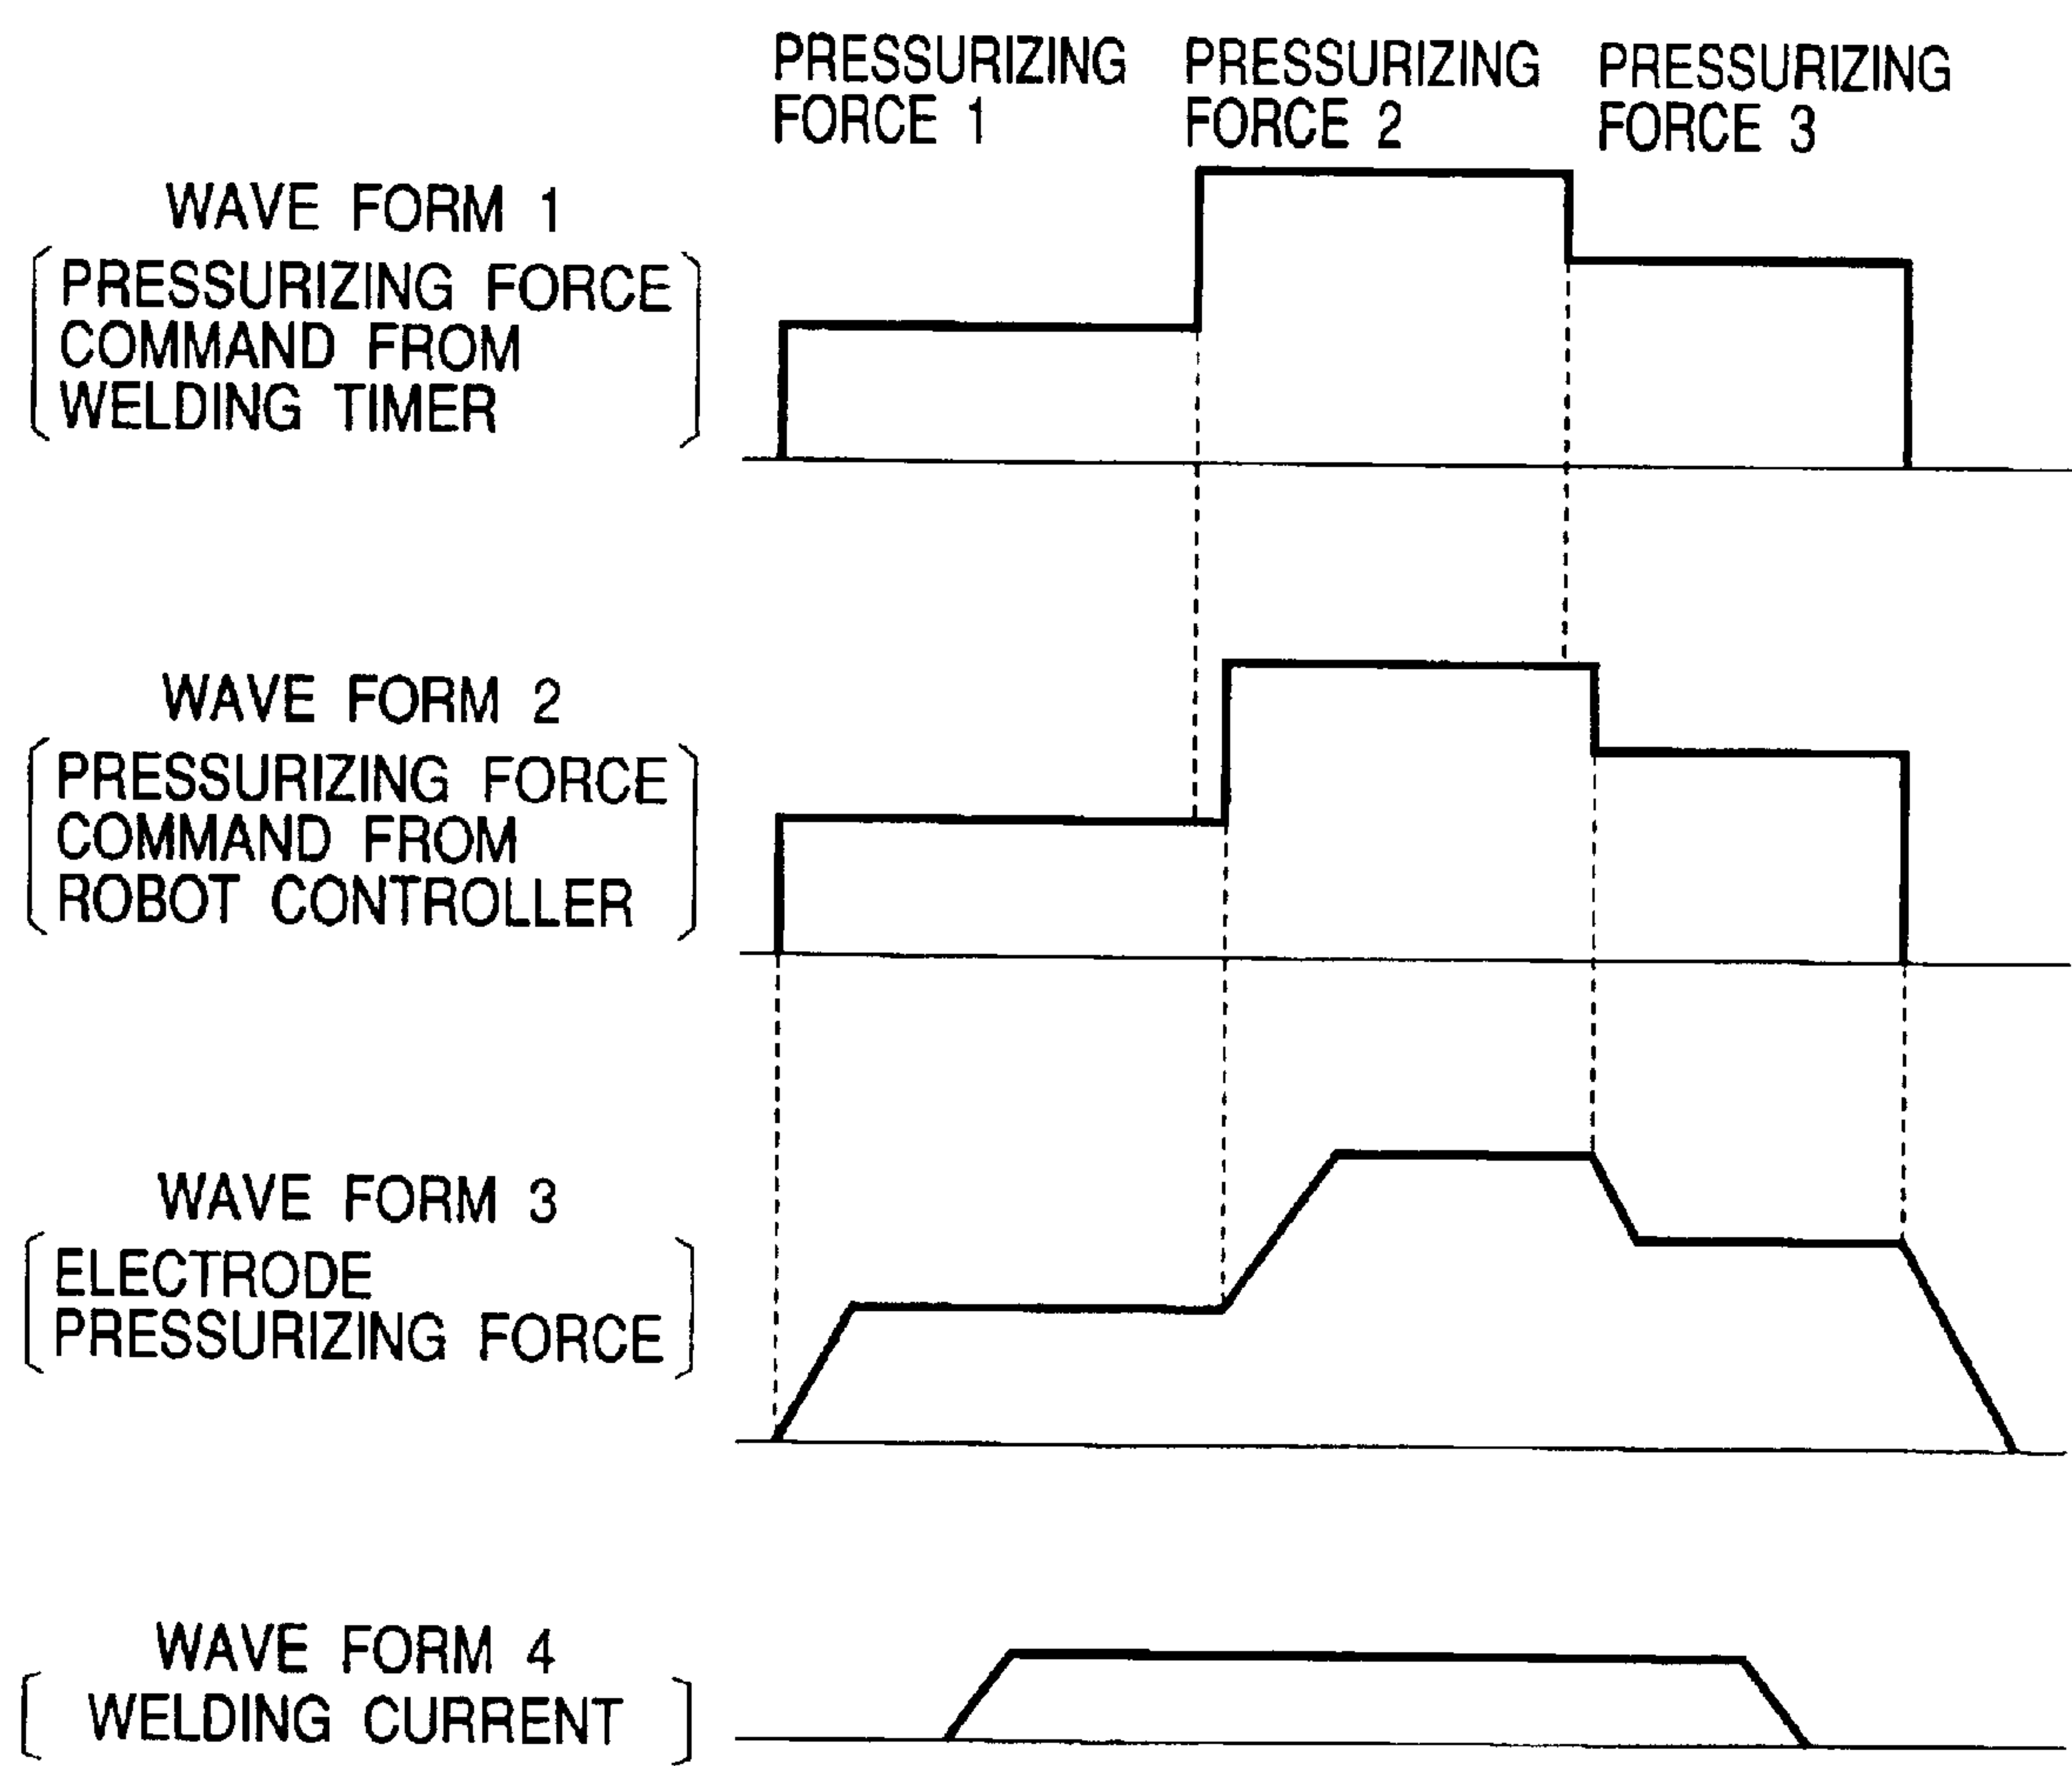 PRESSURIZING
FORCE 1
PRESSURIZING
FORCE 2
PRESSURIZING
FORCE 3
WAVE FORM 1
PRESSURIZING FORCE
COMMAND FROM
WELDING TIMER
WAVE FORM 2
PRESSURIZING FORCE
COMMAND FROM
ROBOT CONTROLLER
WAVE FORM 3
ELECTRODE
PRESSURIZING FORCE
WAVE FORM 4
WELDING CURRENT